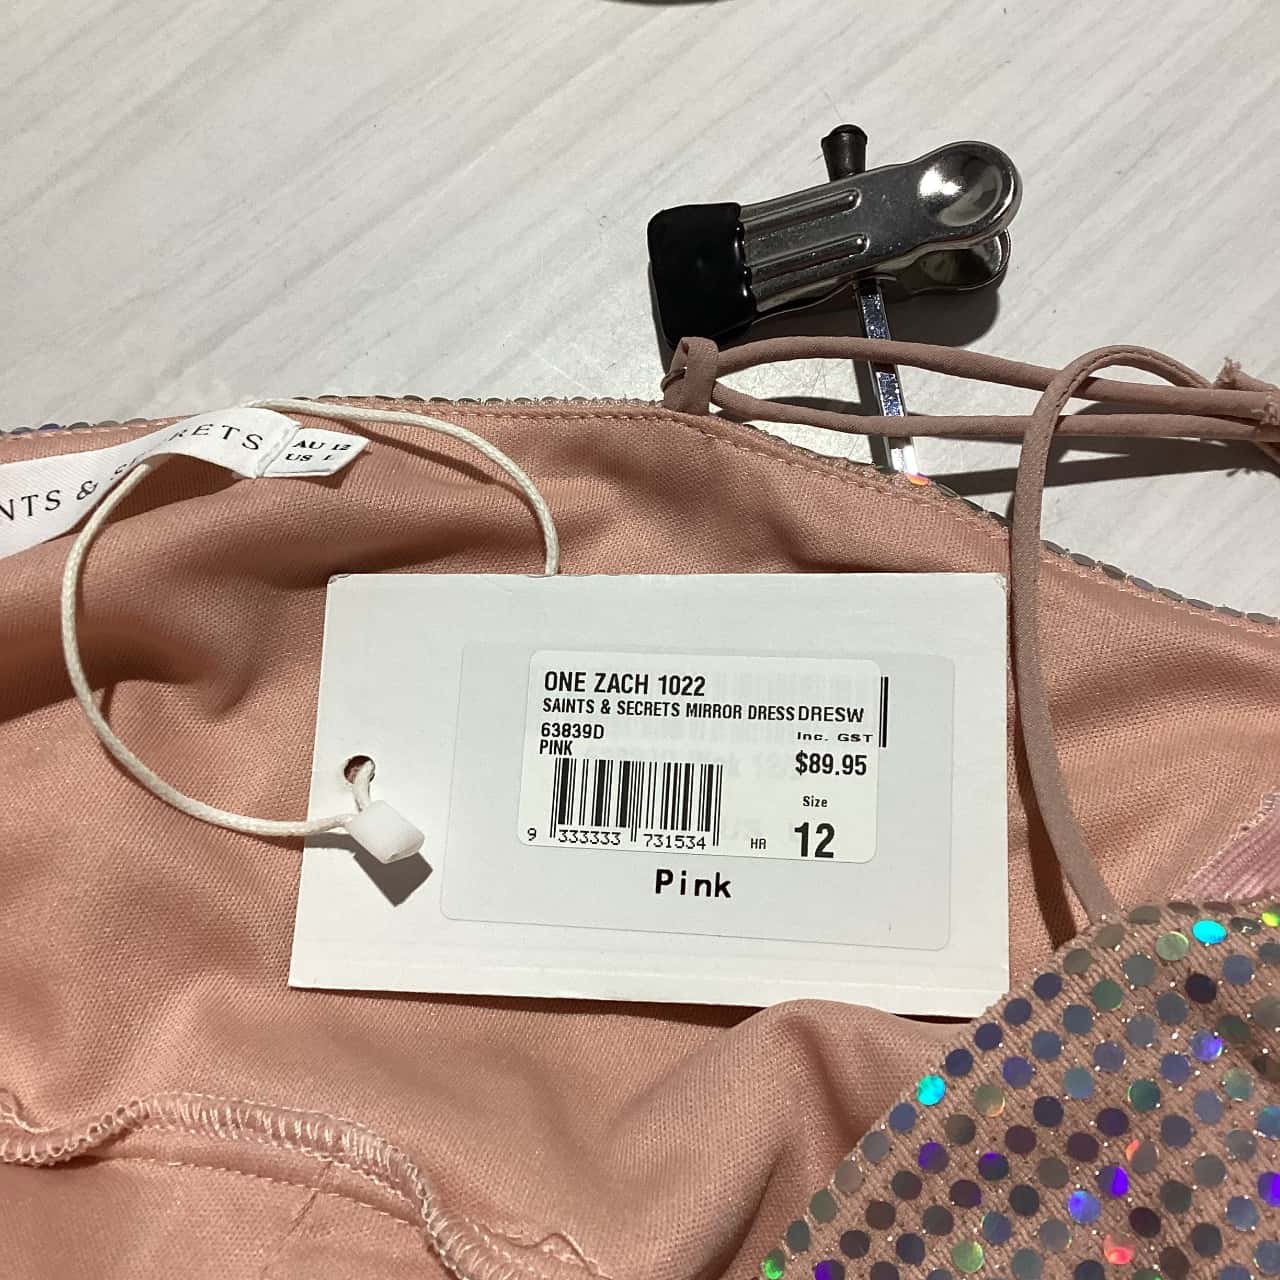 NTS & S RETS
AU 12
US
ONE ZACH 1022
SAINTS & SECRETS MIRROR DRESS DRESW
63839D Inc. GST
PINK $89.95
Size
9 333333 731534 HR 12
Pink